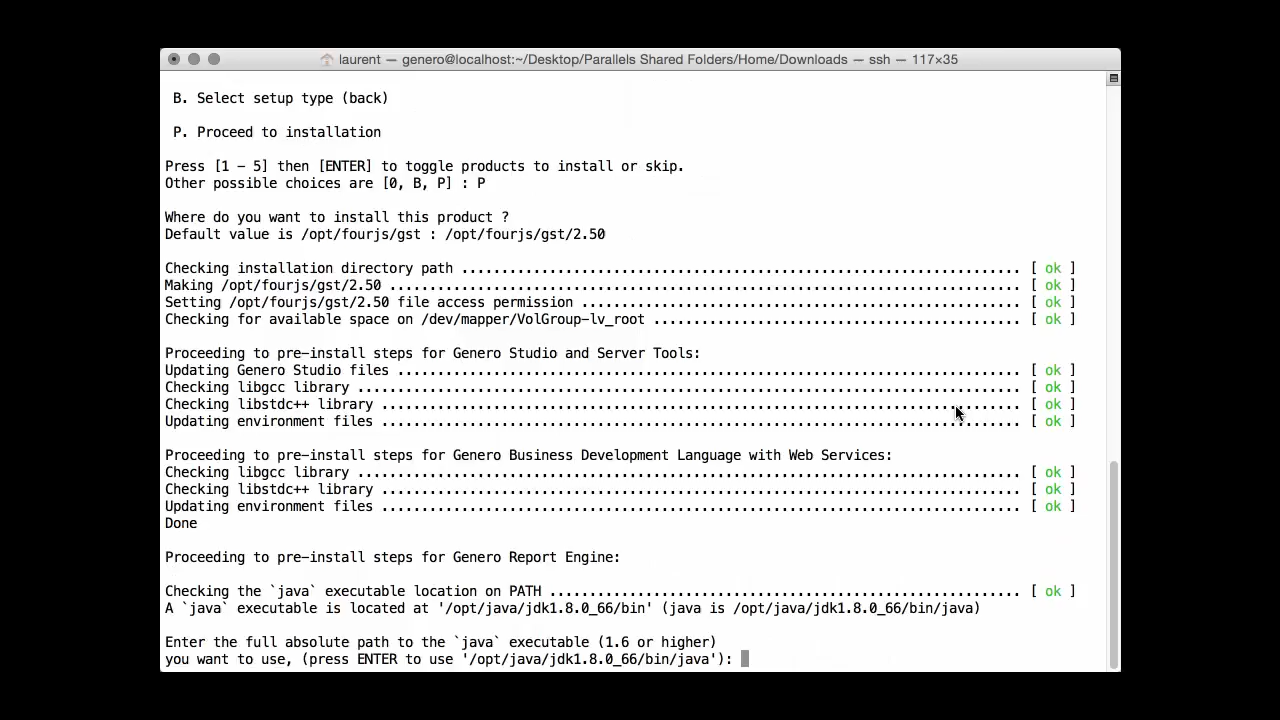 laurent — genero@localhost:~/Desktop/Parallels Shared Folders/Home/Downloads — ssh — 117×35
B. Select setup type (back)
P. Proceed to installation
Press [1 - 5] then [ENTER] to toggle products to install or skip.
Other possible choices are [0, B, P] : P
Where do you want to install this product ?
Default value is /opt/fourjs/gst : /opt/fourjs/gst/2.50
Checking installation directory path ..................................................................... [ ok ]
Making /opt/fourjs/gst/2.50 .............................................................................. [ ok ]
Setting /opt/fourjs/gst/2.50 file access permission ...................................................... [ ok ]
Checking for available space on /dev/mapper/VolGroup-lv_root ............................................. [ ok ]
Proceeding to pre-install steps for Genero Studio and Server Tools:
Updating Genero Studio files ............................................................................. [ ok ]
Checking libgcc library .................................................................................. [ ok ]
Checking libstdc++ library ............................................................................... [ ok ]
Updating environment files ............................................................................... [ ok ]
Proceeding to pre-install steps for Genero Business Development Language with Web Services:
Checking libgcc library .................................................................................. [ ok ]
Checking libstdc++ library ............................................................................... [ ok ]
Updating environment files ............................................................................... [ ok ]
Done
Proceeding to pre-install steps for Genero Report Engine:
Checking the `java` executable location on PATH .......................................................... [ ok ]
A `java` executable is located at '/opt/java/jdk1.8.0_66/bin' (java is /opt/java/jdk1.8.0_66/bin/java)
Enter the full absolute path to the `java` executable (1.6 or higher)
you want to use, (press ENTER to use '/opt/java/jdk1.8.0_66/bin/java'):